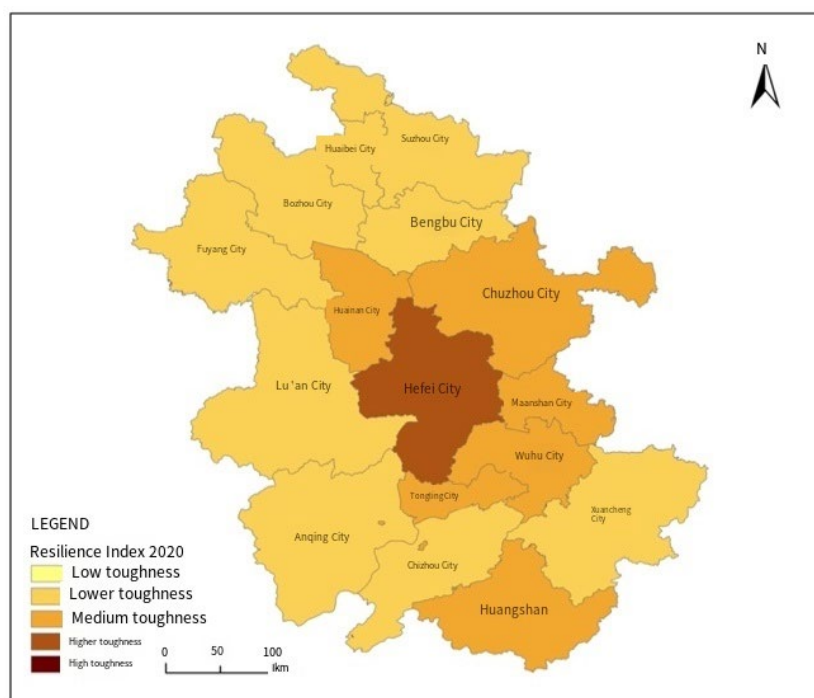 N
Suzhou City
Huaibei City
Bozhou City
Bengbu City
Fuyang City
Chuzhou City
Huainan City
Lu 'an City
Hefei City
Maanshan City
Wuhu City
Tongling City
Xuancheng
City
Anqing City
Chizhou City
Huangshan
LEGEND
Resilience Index 2020
Low toughness
Lower toughness
Medium toughness
Higher toughness
High toughness
0 50 100
km